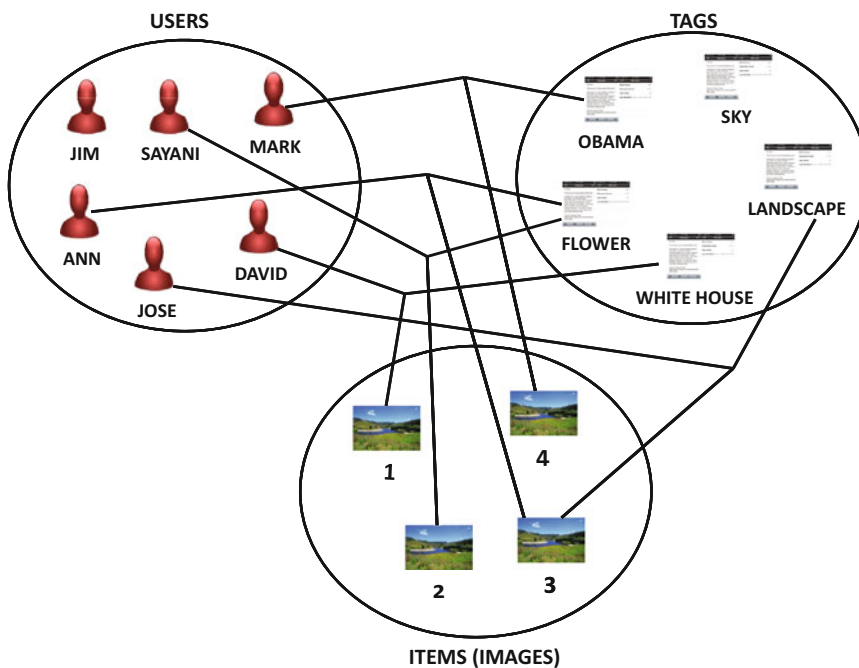 USERS
TAGS
JIM
SAYANI
MARK
ANN
DAVID
JOSE
OBAMA
SKY
LANDSCAPE
FLOWER
WHITE HOUSE
1
4
2
3
ITEMS (IMAGES)